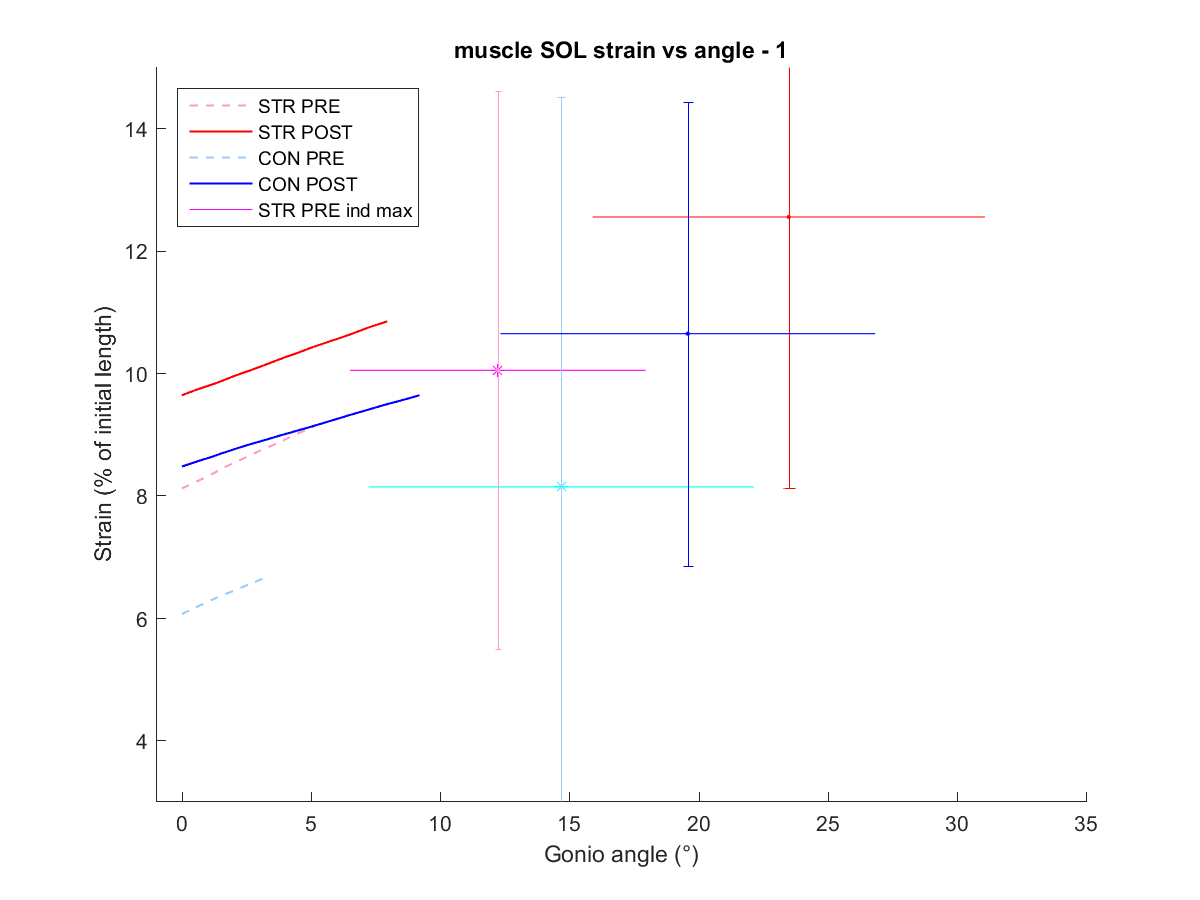 muscle SOL strain vs angle - 1
STR PRE
STR POST
CON PRE
CON POST
STR PRE ind max
14
12
10
8
6
4
Strain (% of initial length)
0 5 10 15 20 25 30 35
Gonio angle (°)